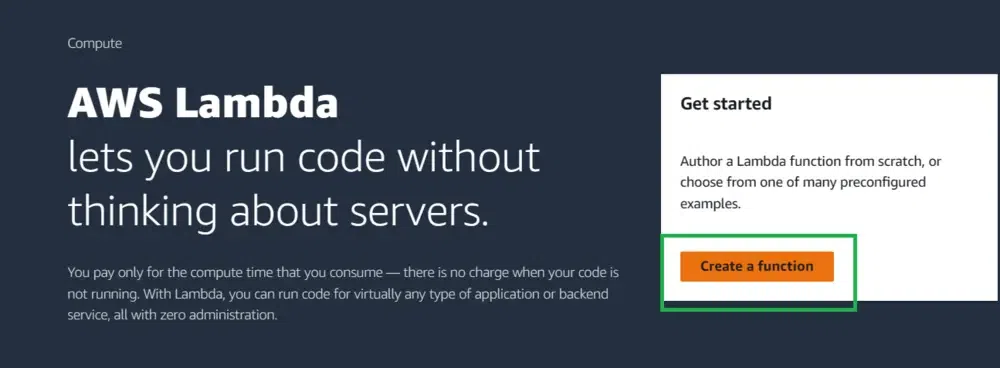 Compute
AWS Lambda
lets you run code without
thinking about servers.
You pay only for the compute time that you consume — there is no charge when your code is
not running. With Lambda, you can run code for virtually any type of application or backend
service, all with zero administration.
Get started
Author a Lambda function from scratch, or
choose from one of many preconfigured
examples.
Create a function